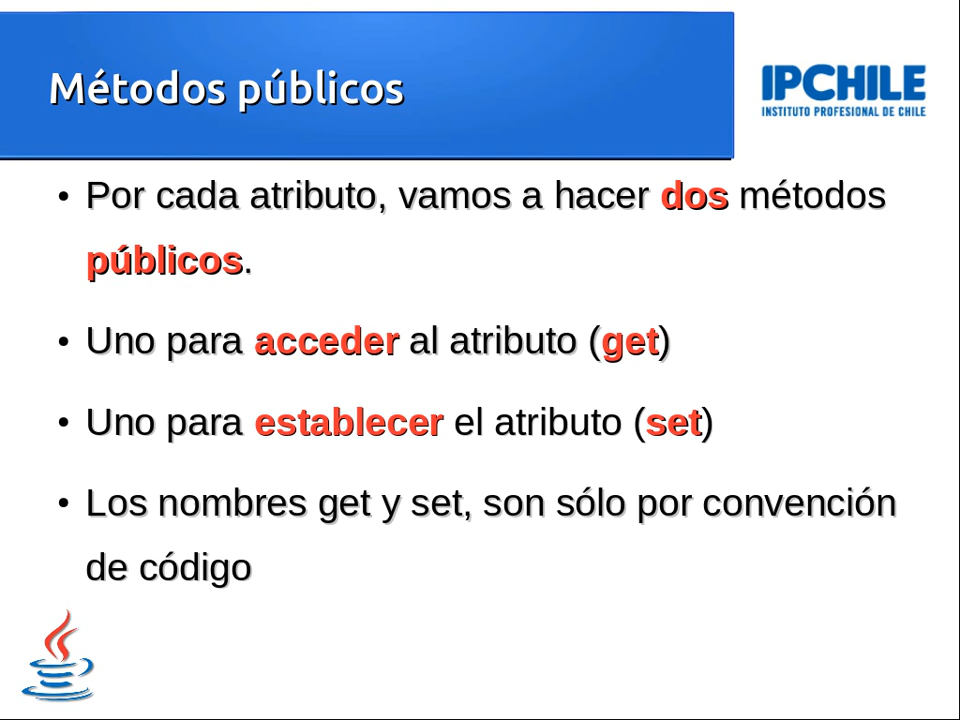 Métodos públicos
IPCHILE
INSTITUTO PROFESIONAL DE CHILE
• Por cada atributo, vamos a hacer dos métodos
públicos.
• Uno para acceder al atributo (get)
• Uno para establecer el atributo (set)
• Los nombres get y set, son sólo por convención
de código